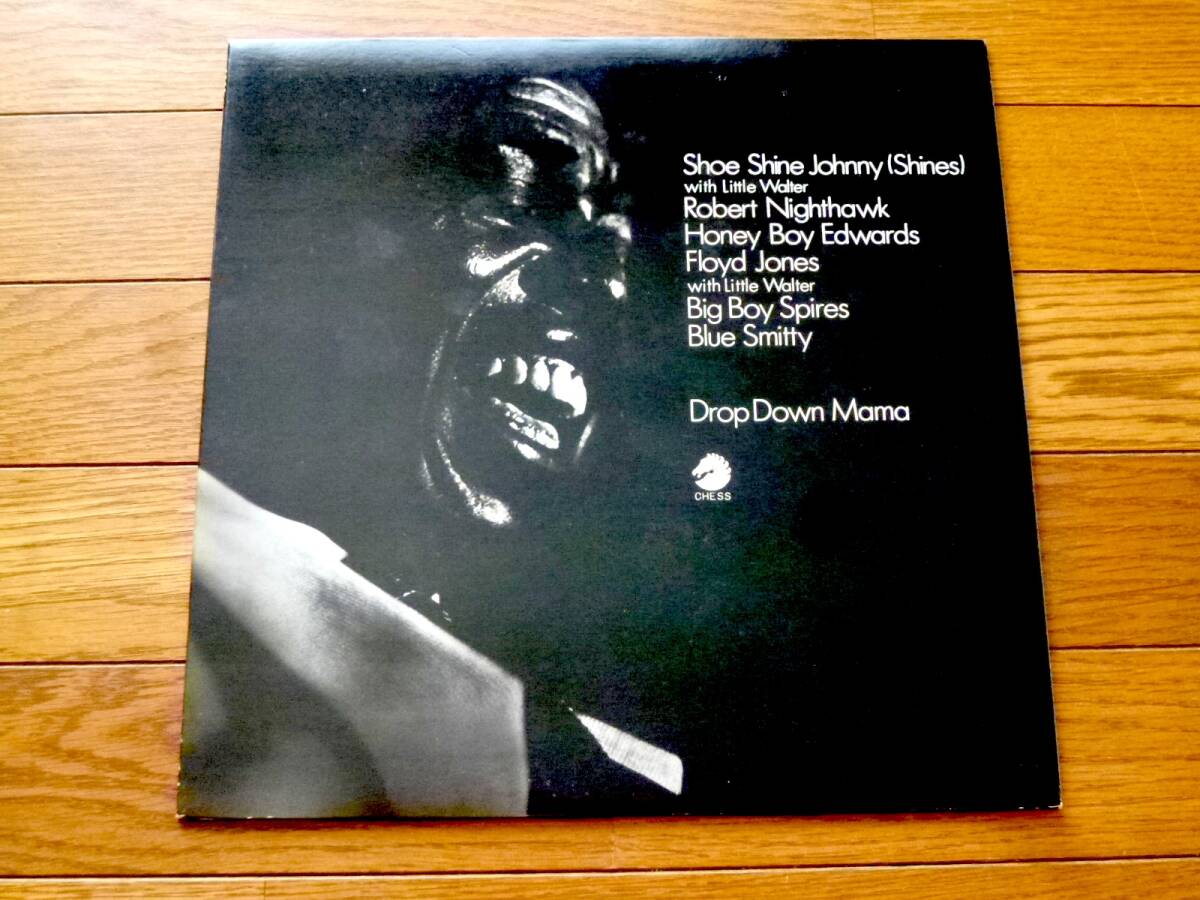 Shoe Shine Johnny (Shines)
with Little Walter
Robert Nighthawk
Honey Boy Edwards
Floyd Jones
with Little Walter
Big Boy Spires
Blue Smitty
Drop Down Mama
CHESS